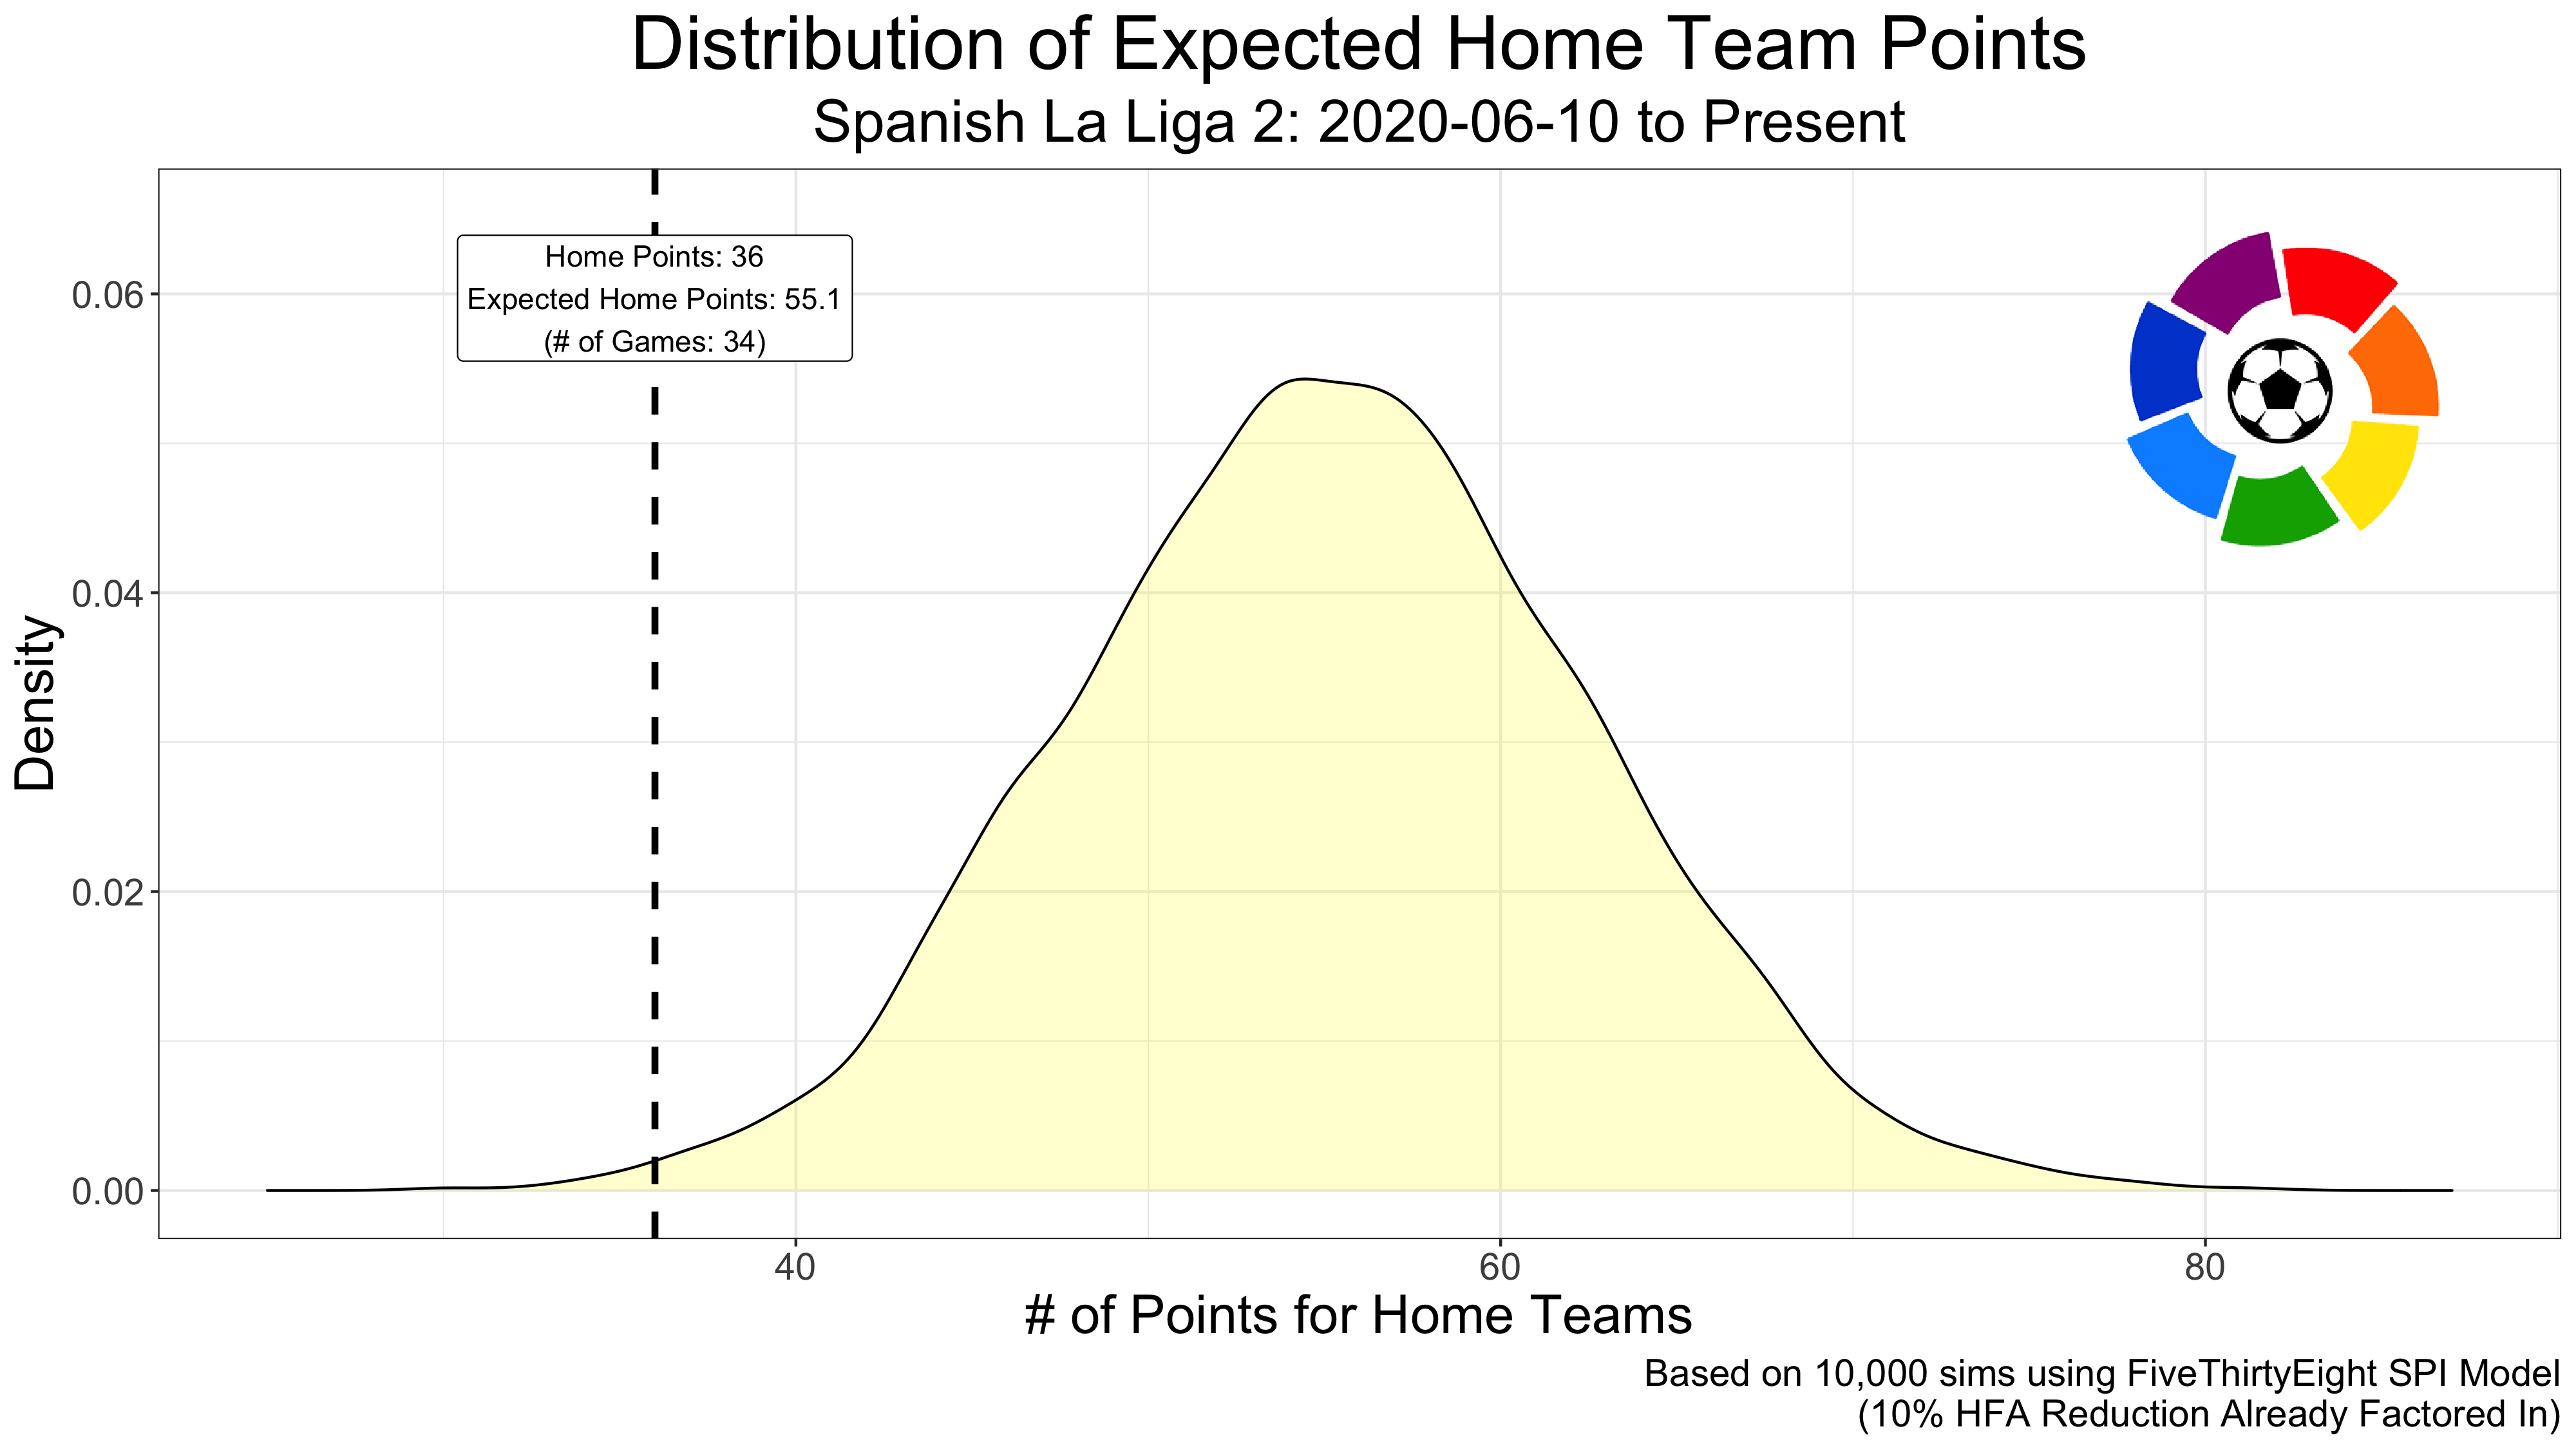 Distribution of Expected Home Team Points
Spanish La Liga 2: 2020-06-10 to Present
Home Points: 36
Expected Home Points: 55.1
(# of Games: 34)
0.06
0.04
0.02
0.00
Density
40
60
80
# of Points for Home Teams
Based on 10,000 sims using FiveThirtyEight SPI Model
(10% HFA Reduction Already Factored In)